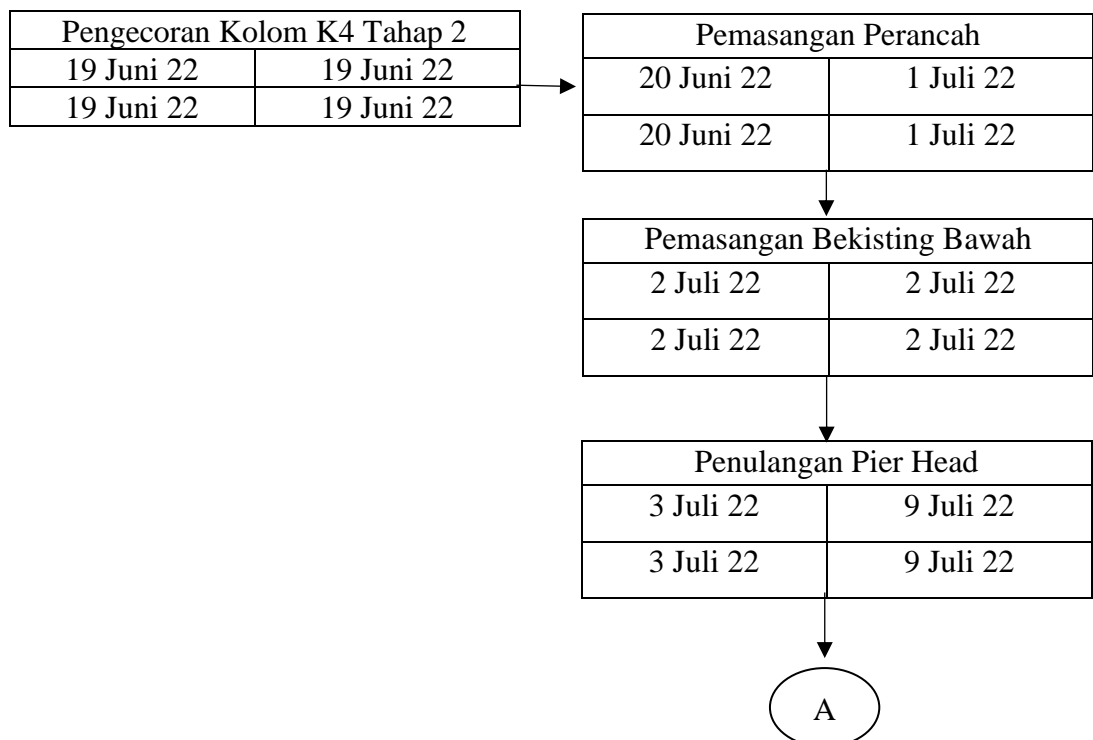 Pengecoran Kolom K4 Tahap 2
19 Juni 22 19 Juni 22
19 Juni 22 19 Juni 22
Pemasangan Perancah
20 Juni 22 1 Juli 22
20 Juni 22 1 Juli 22
Pemasangan Bekisting Bawah
2 Juli 22 2 Juli 22
2 Juli 22 2 Juli 22
Penulangan Pier Head
3 Juli 22 9 Juli 22
3 Juli 22 9 Juli 22
A